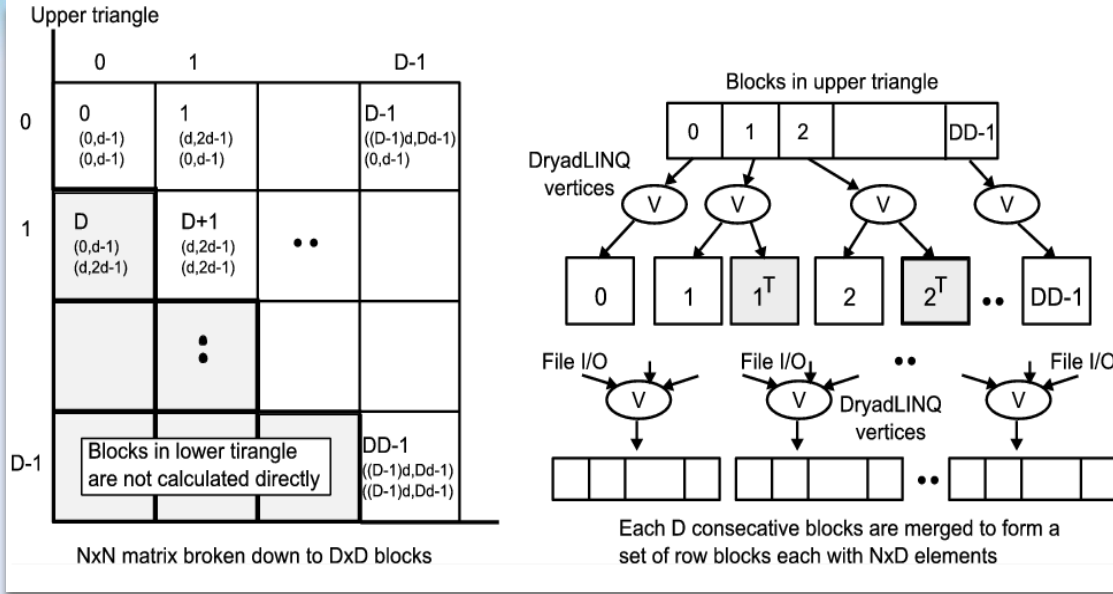 Upper triangle
0
1
D-1
0
0
(0,d-1)
(0,d-1)
1
(d,2d-1)
(0,d-1)
D-1
((D-1)d,Dd-1)
(0,d-1)
1
D
(0,d-1)
(d,2d-1)
D+1
(d,2d-1)
(d,2d-1)
D-1
Blocks in lower tirangle
are not calculated directly
DD-1
((D-1)d,Dd-1)
((D-1)d,Dd-1)
NxN matrix broken down to DxD blocks
Blocks in upper triangle
0
1
2
DD-1
DryadLINQ
vertices
V
V
V
V
0
1
1T
2
2T
DD-1
File I/O
File I/O
File I/O
V
V
DryadLINQ
vertices
V
Each D consecative blocks are merged to form a
set of row blocks each with NxD elements